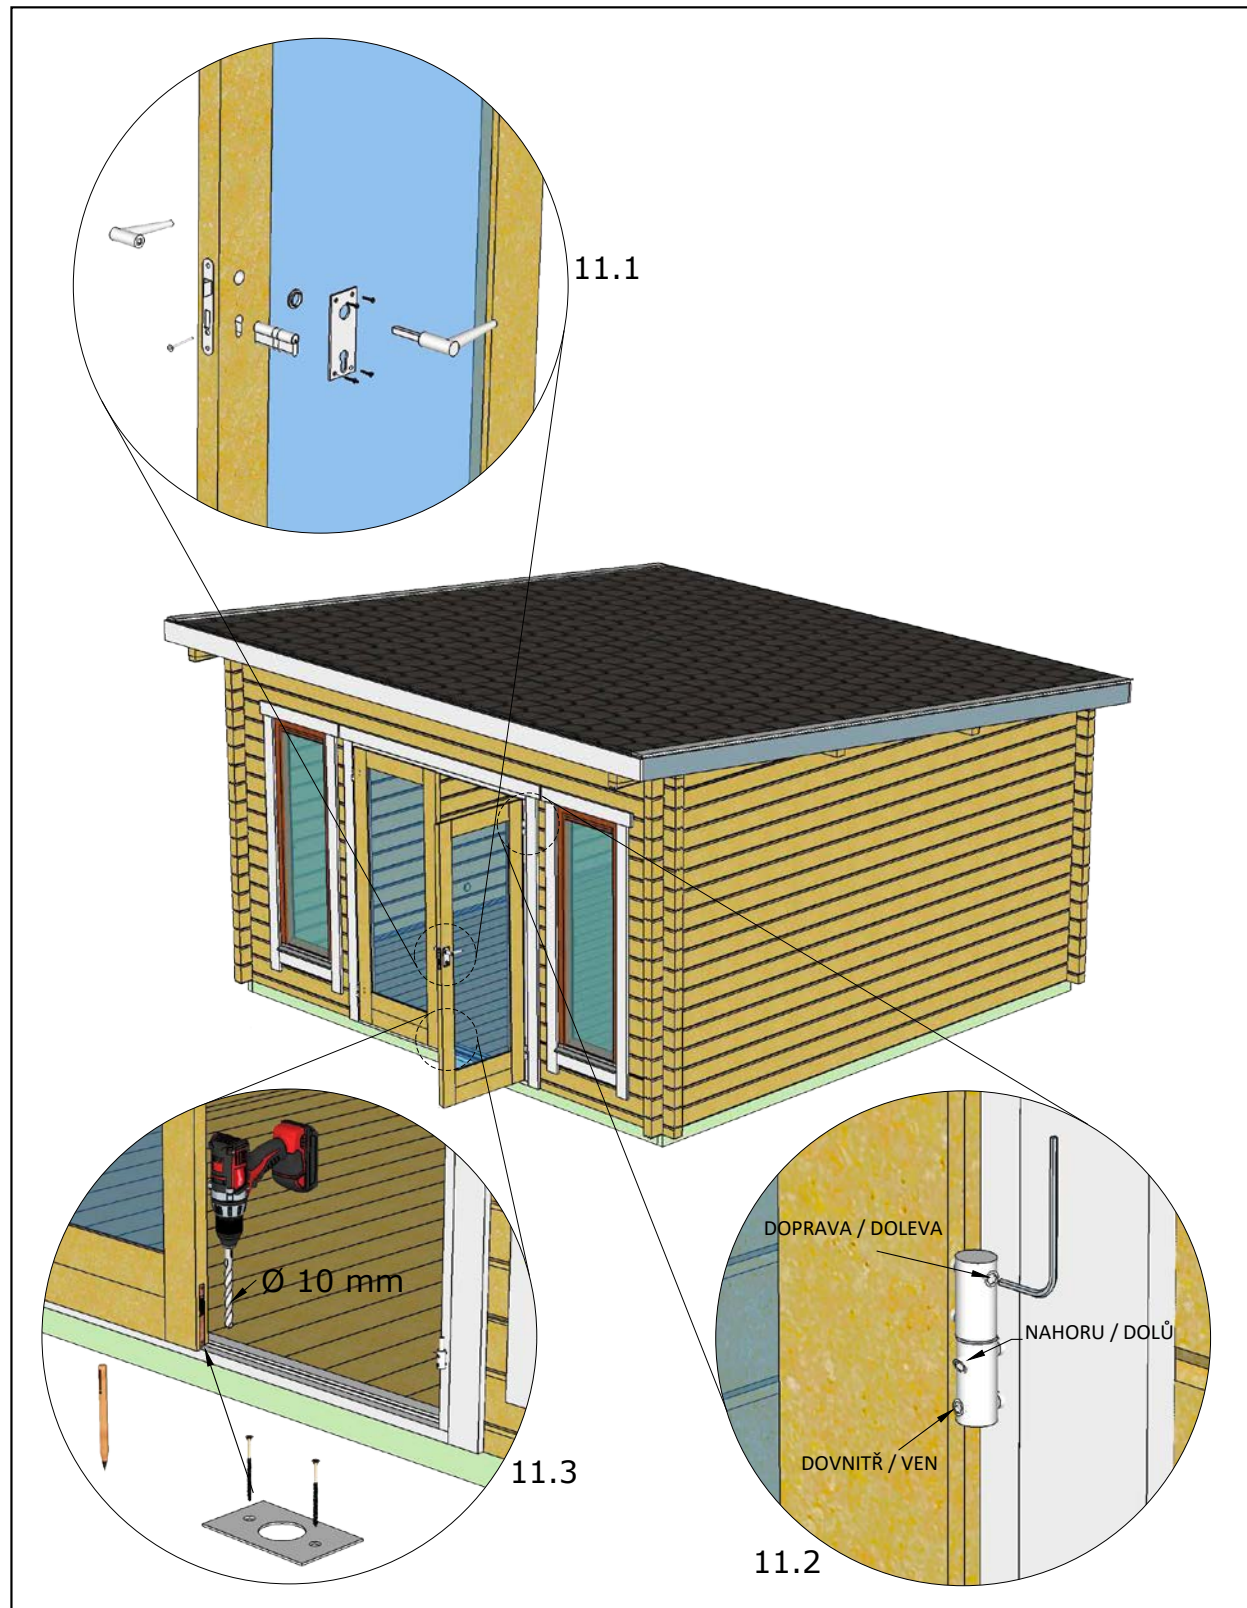 11.1
Ø 10 mm
DOPRAVA / DOLEVA
NAHORU / DOLŮ
DOVNITŘ / VEN
11.3
11.2